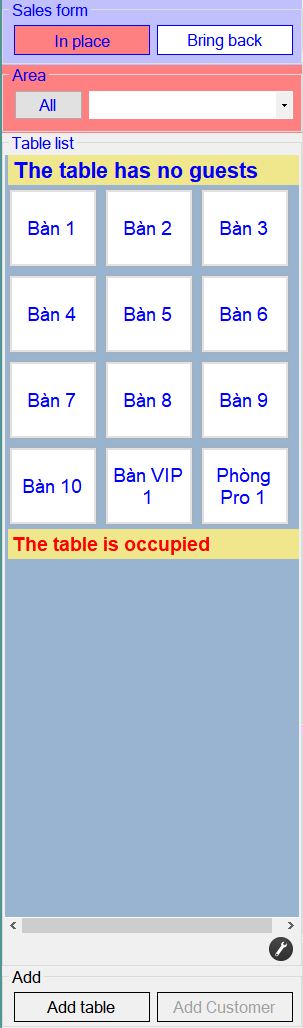 Sales form
In place
Bring back
Area
All
Table list
The table has no guests
Bàn 1
Bàn 2
Bàn 3
Bàn 4
Bàn 5
Bàn 6
Bàn 7
Bàn 8
Bàn 9
Bàn 10
Bàn VIP
1
Phòng
Pro 1
The table is occupied
Add
Add table
Add Customer